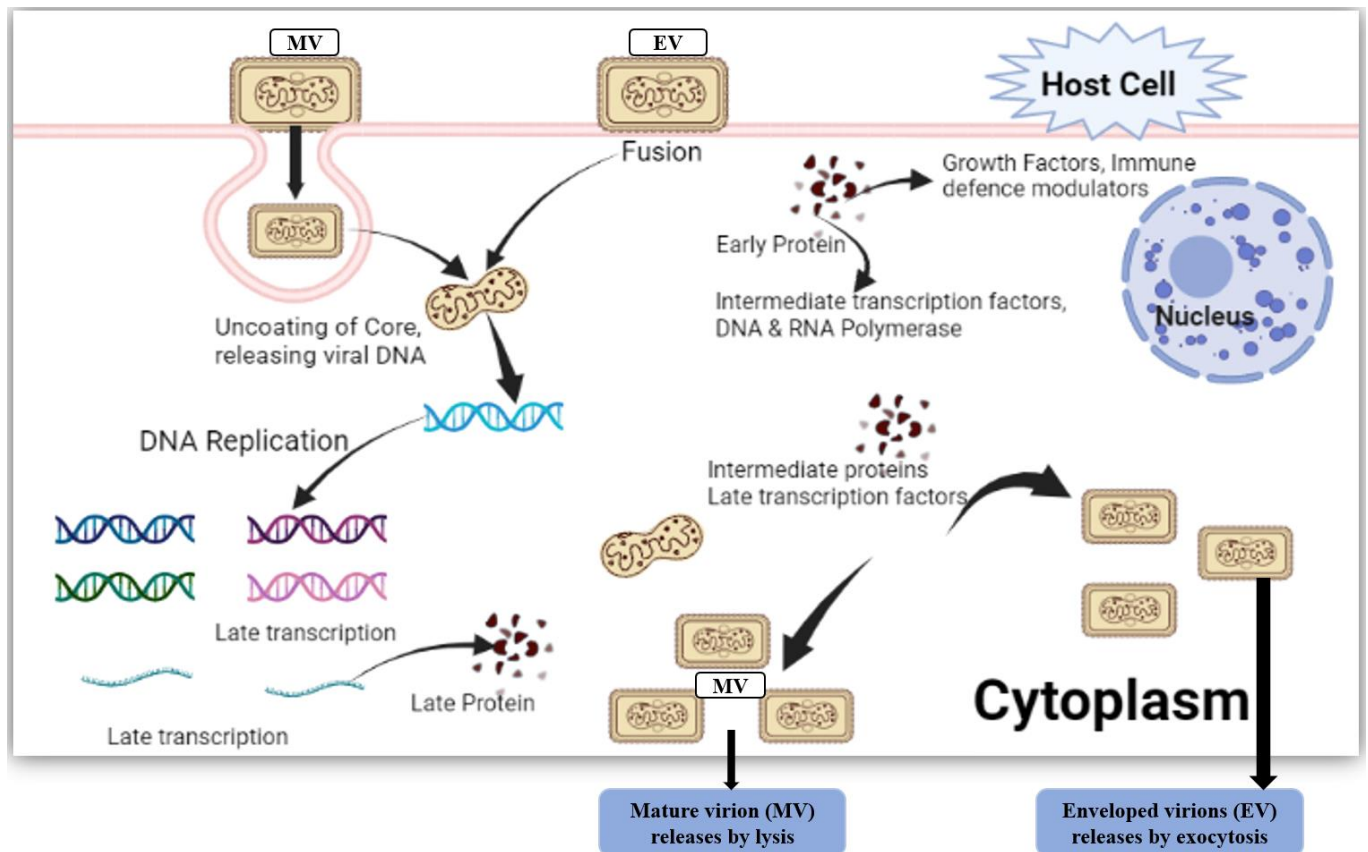 MV
EV
Host Cell
Fusion
Growth Factors, Immune
defence modulators
Early Protein
Intermediate transcription factors,
DNA & RNA Polymerase
Nucleus
Uncoating of Core,
releasing viral DNA
DNA Replication
Intermediate proteins
Late transcription factors
Late transcription
Late Protein
Late transcription
MV
Cytoplasm
Mature virion (MV)
releases by lysis
Enveloped virions (EV)
releases by exocytosis